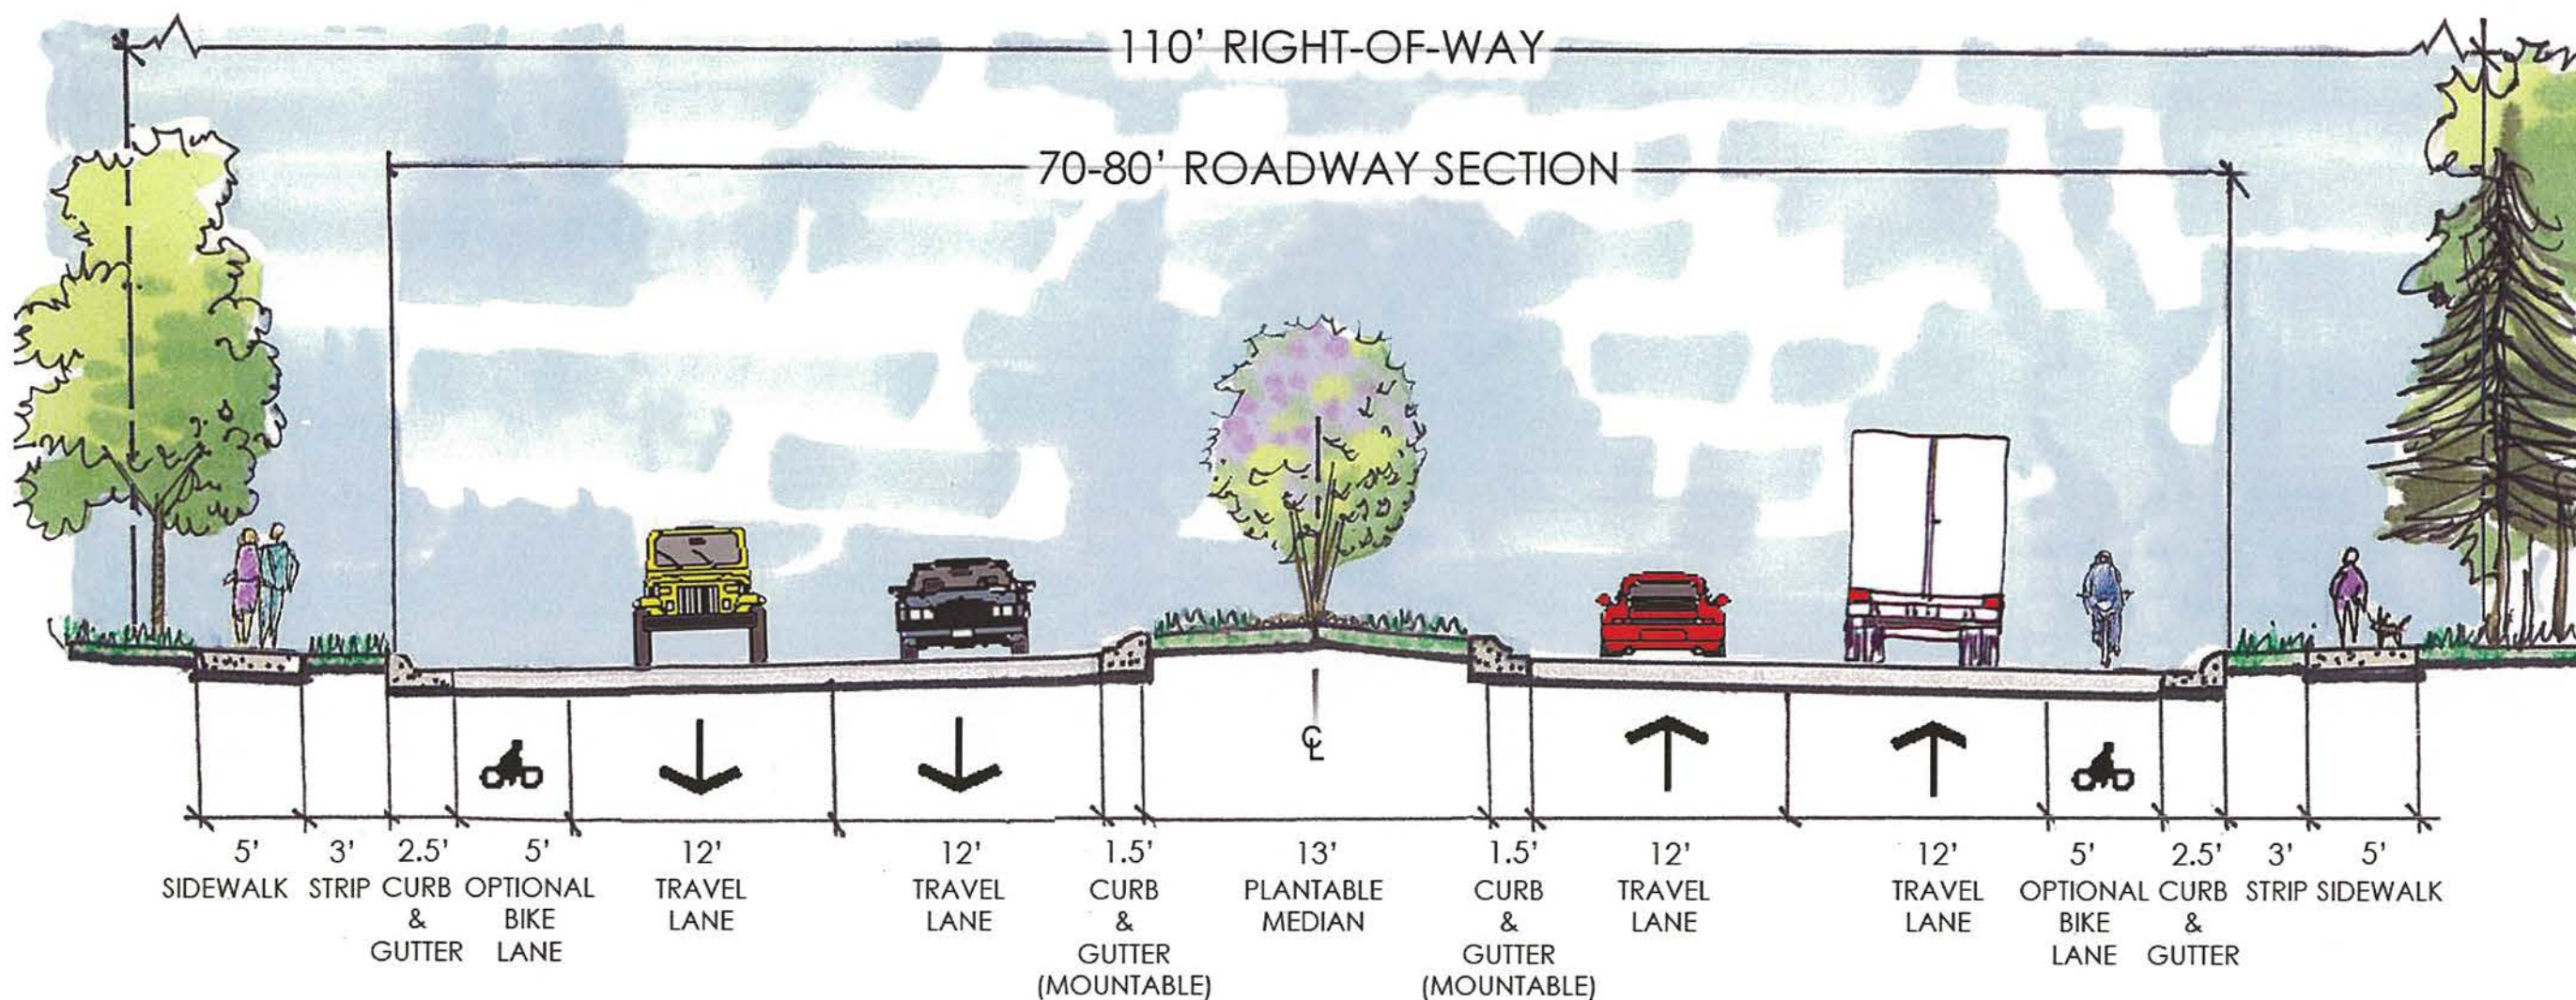 110' RIGHT-OF-WAY
70-80' ROADWAY SECTION
℄
5' 3' 2.5' 5' 12' 12' 1.5' 13' 1.5' 12' 12' 5' 2.5' 3' 5'
SIDEWALK STRIP CURB OPTIONAL TRAVEL TRAVEL CURB PLANTABLE CURB TRAVEL TRAVEL OPTIONAL CURB STRIP SIDEWALK
& BIKE LANE LANE & MEDIAN & LANE LANE BIKE &
GUTTER LANE GUTTER GUTTER LANE GUTTER
(MOUNTABLE) (MOUNTABLE)